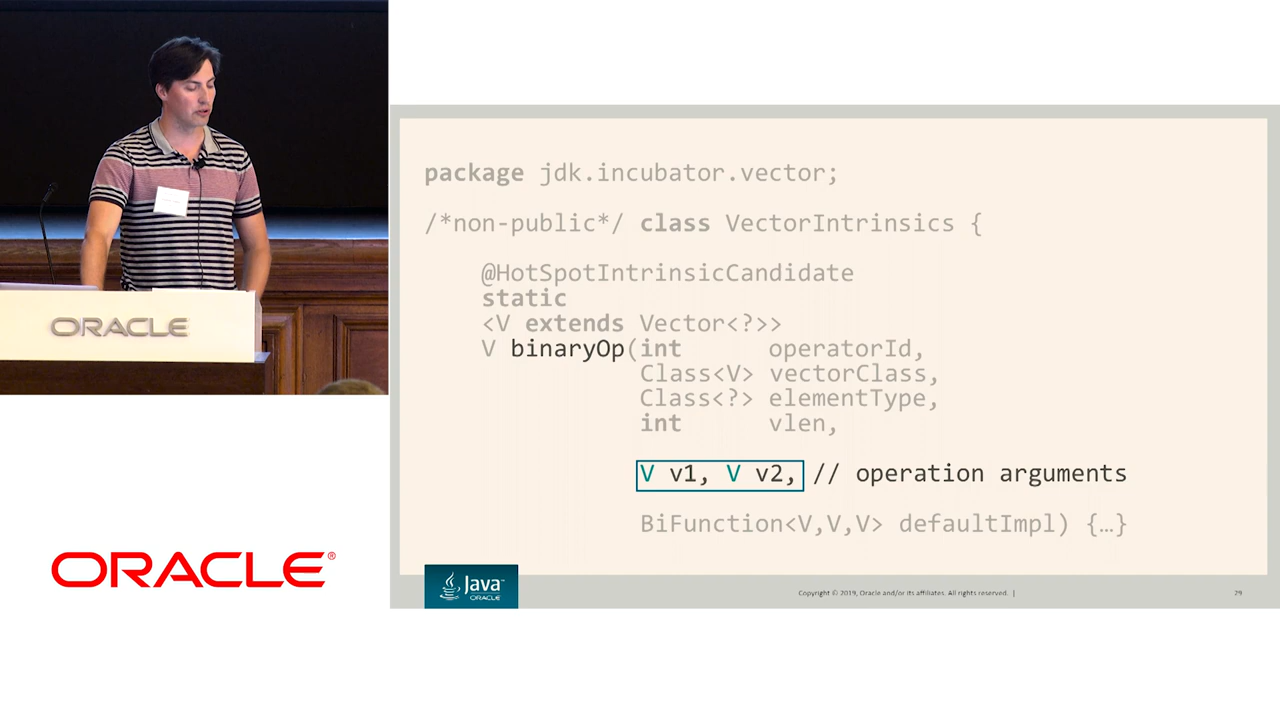 ORACLE
ORACLE®
package jdk.incubator.vector;
/*non-public*/ class VectorIntrinsics {
@HotSpotIntrinsicCandidate
static
<V extends Vector<?>>
V binaryOp(int operatorId,
Class<V> vectorClass,
Class<?> elementType,
int vlen,
V v1, V v2, // operation arguments
BiFunction<V,V,V> defaultImpl) {…}
Java™
ORACLE
Copyright © 2019, Oracle and/or its affiliates. All rights reserved. |
29